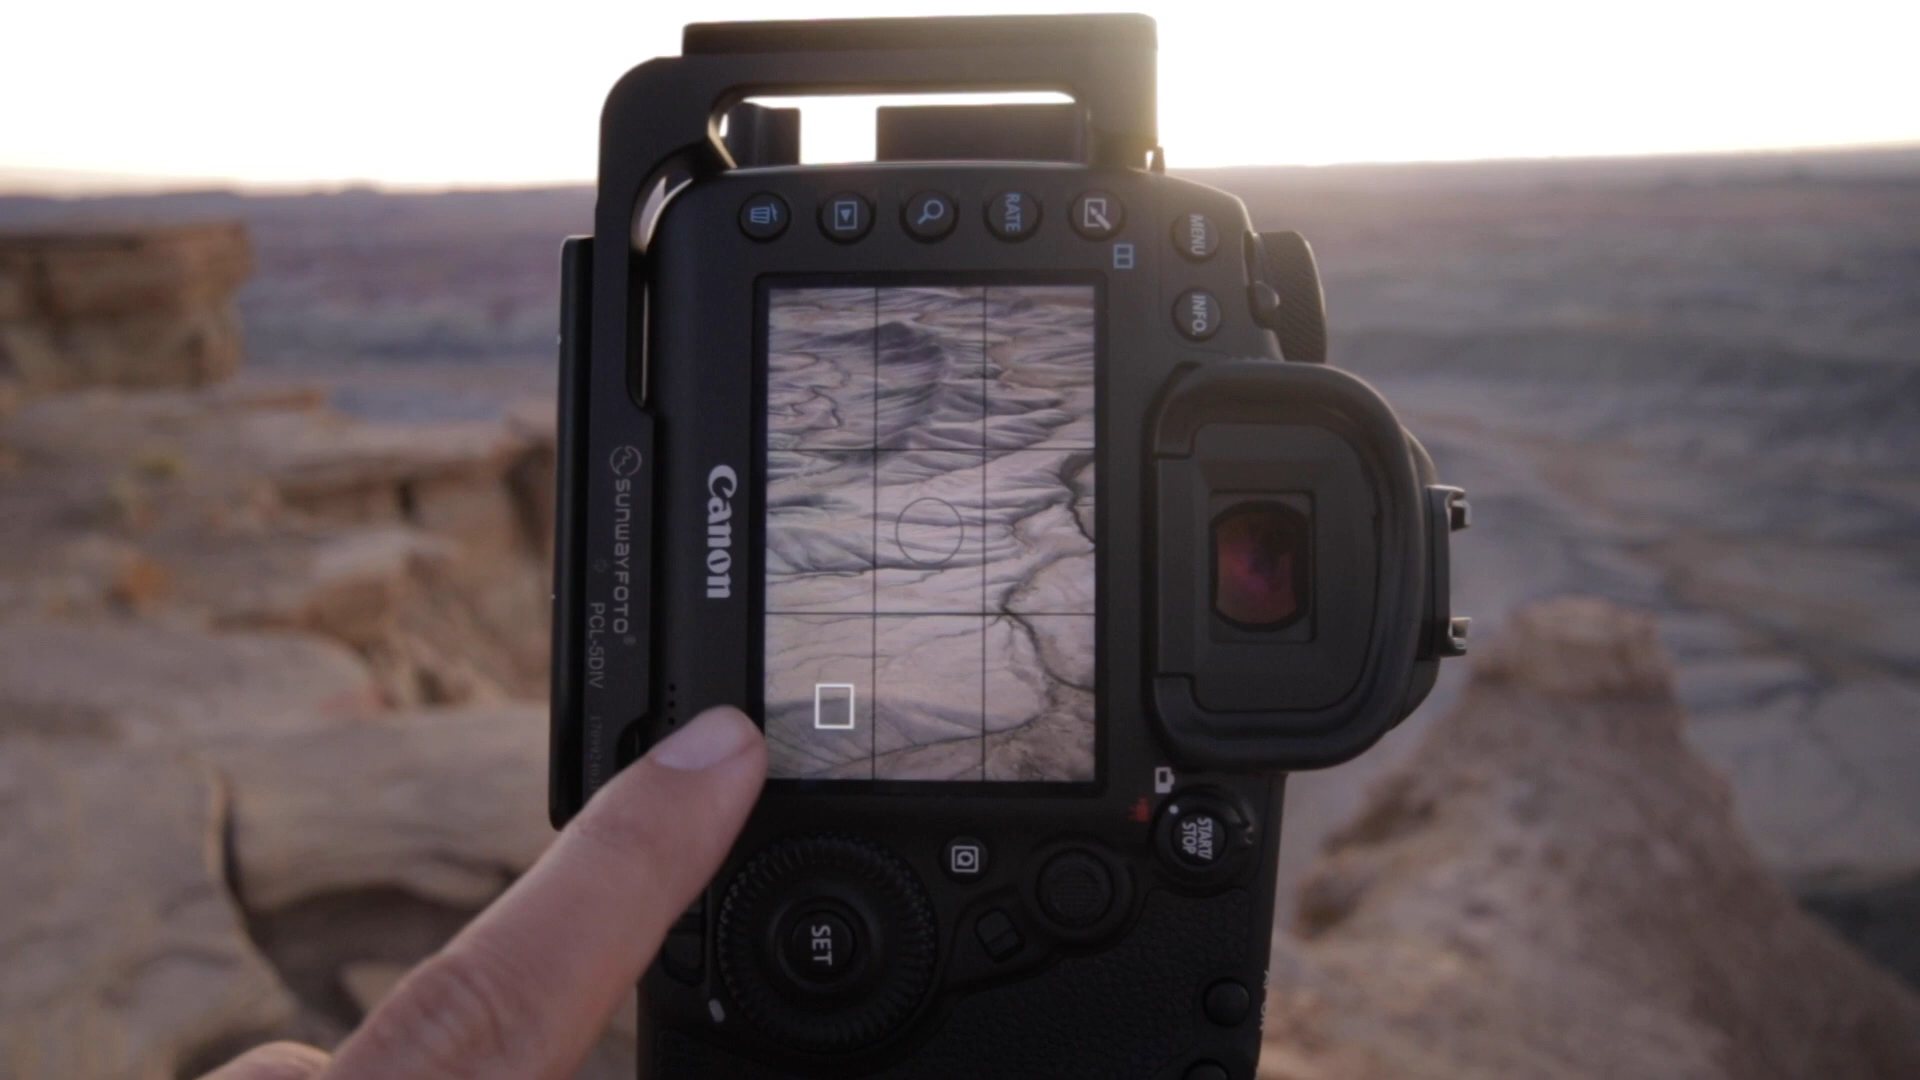 RATE
MENU
INFO.
Canon
SUNWAYFOTO®
PCL-5DIV
START/
STOP
Q
SET